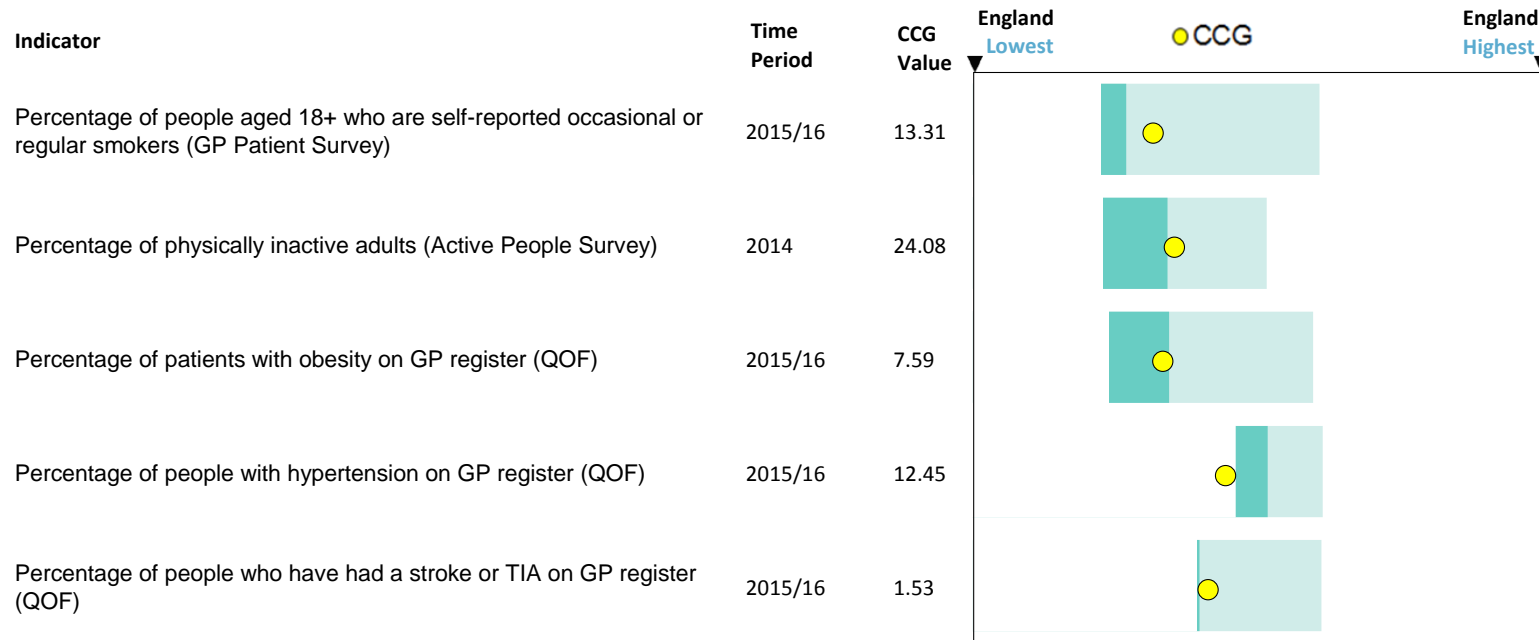 Indicator
Time Period
CCG Value
England Lowest
CCG
England Highest
Percentage of people aged 18+ who are self-reported occasional or
regular smokers (GP Patient Survey)
2015/16
13.31
Percentage of physically inactive adults (Active People Survey)
2014
24.08
Percentage of patients with obesity on GP register (QOF)
2015/16
7.59
Percentage of people with hypertension on GP register (QOF)
2015/16
12.45
Percentage of people who have had a stroke or TIA on GP register
(QOF)
2015/16
1.53